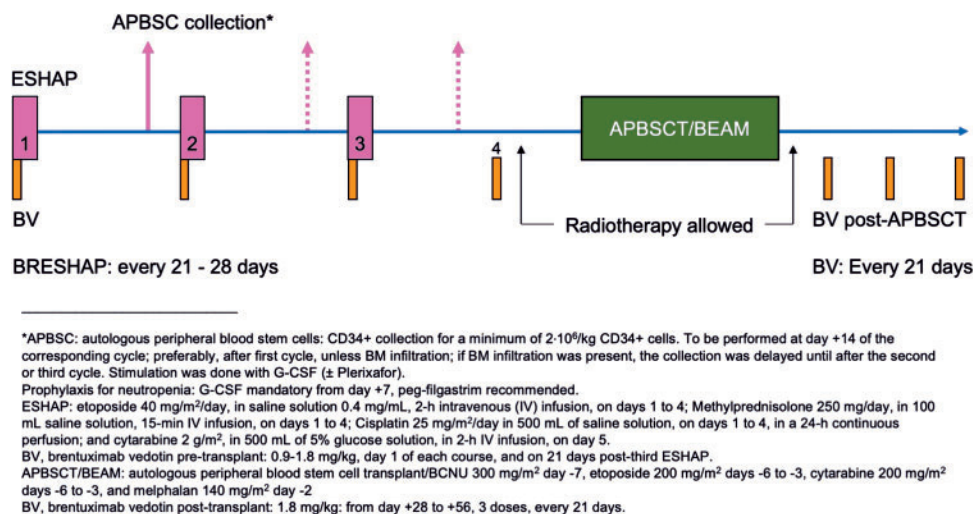 APBSC collection*
ESHAP
1
2
3
4
APBSCT/BEAM
BV
Radiotherapy allowed
BV post-APBSCT
BRESHAP: every 21 - 28 days
BV: Every 21 days
*APBSC: autologous peripheral blood stem cells: CD34+ collection for a minimum of 2·10⁶/kg CD34+ cells. To be performed at day +14 of the
corresponding cycle; preferably, after first cycle, unless BM infiltration; if BM infiltration was present, the collection was delayed until after the second
or third cycle. Stimulation was done with G-CSF (± Plerixafor).
Prophylaxis for neutropenia: G-CSF mandatory from day +7, peg-filgastrim recommended.
ESHAP: etoposide 40 mg/m²/day, in saline solution 0.4 mg/mL, 2-h intravenous (IV) infusion, on days 1 to 4; Methylprednisolone 250 mg/day, in 100
mL saline solution, 15-min IV infusion, on days 1 to 4; Cisplatin 25 mg/m²/day in 500 mL of saline solution, on days 1 to 4, in a 24-h continuous
perfusion; and cytarabine 2 g/m², in 500 mL of 5% glucose solution, in 2-h IV infusion, on day 5.
BV, brentuximab vedotin pre-transplant: 0.9-1.8 mg/kg, day 1 of each course, and on 21 days post-third ESHAP.
APBSCT/BEAM: autologous peripheral blood stem cell transplant/BCNU 300 mg/m² day -7, etoposide 200 mg/m² days -6 to -3, cytarabine 200 mg/m²
days -6 to -3, and melphalan 140 mg/m² day -2
BV, brentuximab vedotin post-transplant: 1.8 mg/kg: from day +28 to +56, 3 doses, every 21 days.